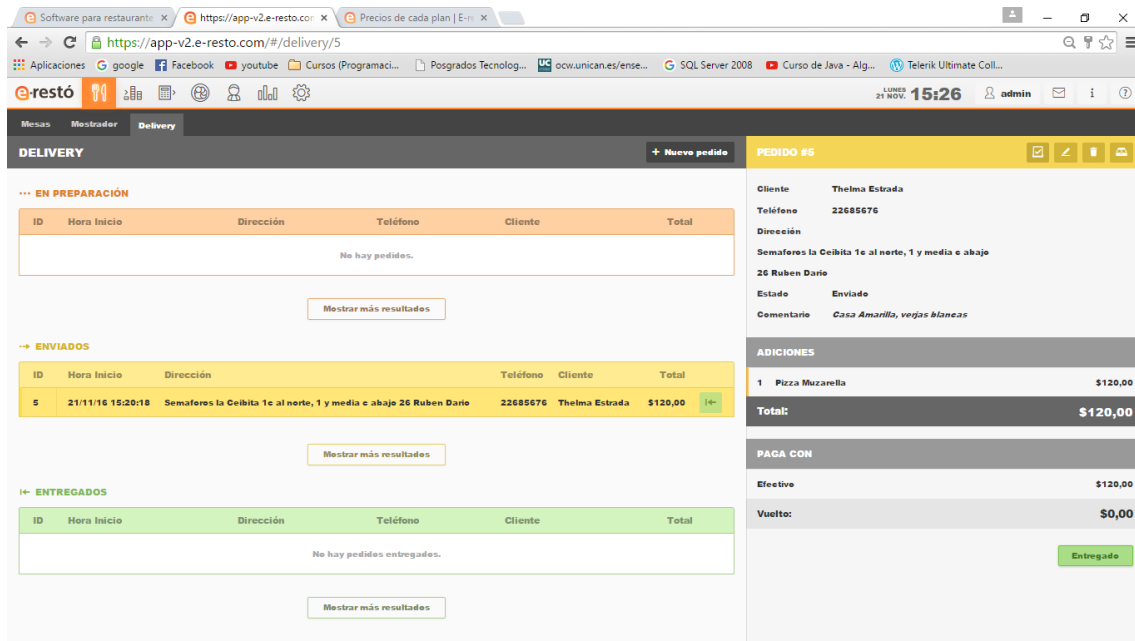 Software para restaurante
https://app-v2.e-resto.con
Precios de cada plan | E-re
https://app-v2.e-resto.com/#/delivery/5
Aplicaciones google Facebook youtube Cursos (Programaci... Posgrados Tecnolog... ocw.unican.es/ense... SQL Server 2008 Curso de Java - Alg... Telerik Ultimate Coll...
e-restó LUNES 21 NOV. 15:26 admin
Mesas Mostrador Delivery
DELIVERY + Nuevo pedido
EN PREPARACIÓN
ID Hora Inicio Dirección Teléfono Cliente Total
No hay pedidos.
Mostrar más resultados
ENVIADOS
ID Hora Inicio Dirección Teléfono Cliente Total
5 21/11/16 15:20:18 Semaforos la Ceibita 1c al norte, 1 y media c abajo 26 Ruben Dario 22685676 Thelma Estrada $120,00
Mostrar más resultados
ENTREGADOS
ID Hora Inicio Dirección Teléfono Cliente Total
No hay pedidos entregados.
Mostrar más resultados
PEDIDO #5
Cliente Thelma Estrada
Teléfono 22685676
Dirección
Semaforos la Ceibita 1c al norte, 1 y media c abajo
26 Ruben Dario
Estado Enviado
Comentario Casa Amarilla, verjas blancas
ADICIONES
1 Pizza Muzarella $120,00
Total: $120,00
PAGA CON
Efectivo $120,00
Vuelto: $0,00
Entregado